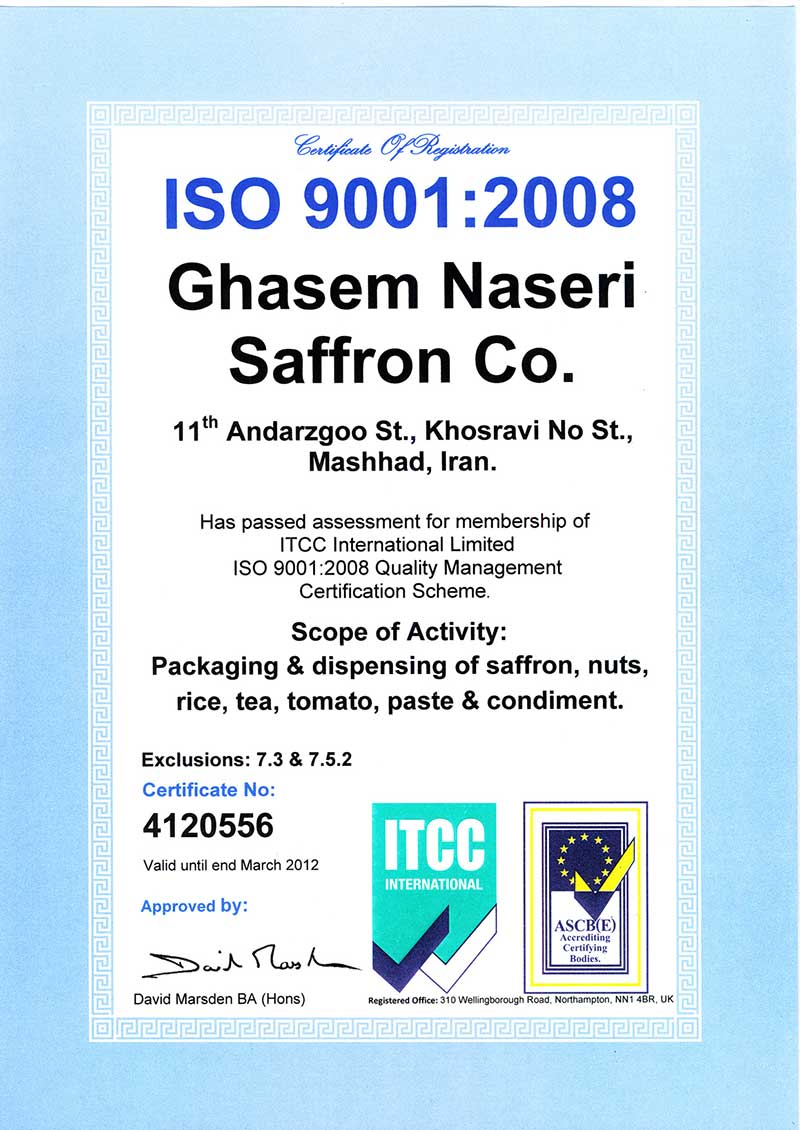 Certificate Of Registration
ISO 9001:2008
Ghasem Naseri
Saffron Co.
11th Andarzgoo St., Khosravi No St.,
Mashhad, Iran.
Has passed assessment for membership of
ITCC International Limited
ISO 9001:2008 Quality Management
Certification Scheme.
Scope of Activity:
Packaging & dispensing of saffron, nuts,
rice, tea, tomato, paste & condiment.
Exclusions: 7.3 & 7.5.2
Certificate No:
4120556
Valid until end March 2012
Approved by:
David Marsden BA (Hons)
ITCC
INTERNATIONAL
ASCB(E)
Accrediting
Certifying
Bodies.
Registered Office: 310 Wellingborough Road, Northampton, NN1 4BR, UK